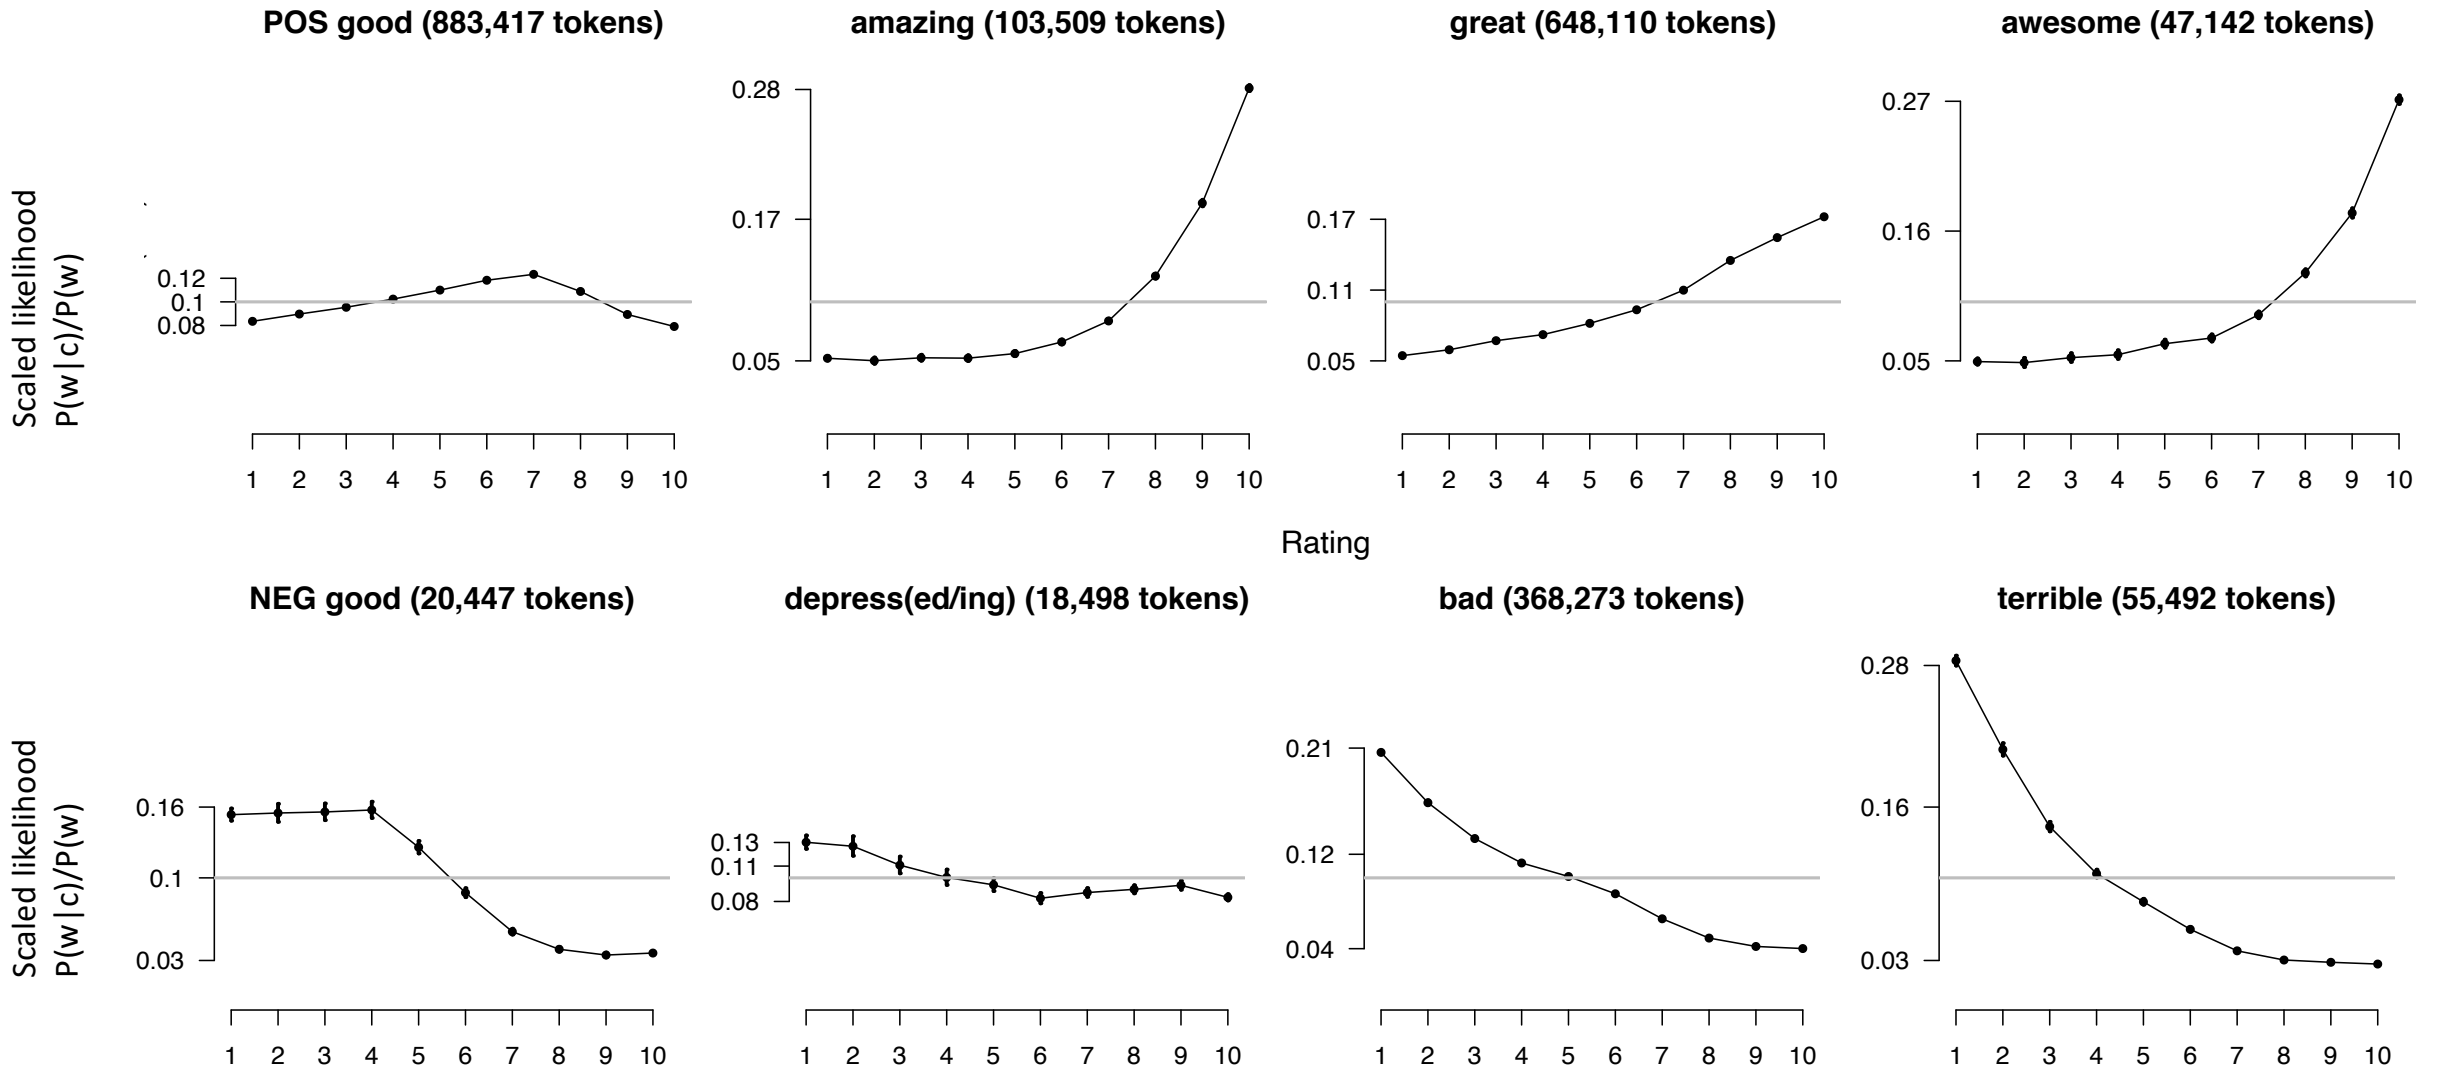 POS good (883,417 tokens)
amazing (103,509 tokens)
great (648,110 tokens)
awesome (47,142 tokens)
Scaled likelihood
P(w|c)/P(w)
0.12
0.1
0.08
1 2 3 4 5 6 7 8 9 10
0.28
0.17
0.05
1 2 3 4 5 6 7 8 9 10
0.17
0.11
0.05
1 2 3 4 5 6 7 8 9 10
0.27
0.16
0.05
1 2 3 4 5 6 7 8 9 10
Rating
NEG good (20,447 tokens)
depress(ed/ing) (18,498 tokens)
bad (368,273 tokens)
terrible (55,492 tokens)
Scaled likelihood
P(w|c)/P(w)
0.16
0.1
0.03
1 2 3 4 5 6 7 8 9 10
0.13
0.11
0.08
1 2 3 4 5 6 7 8 9 10
0.21
0.12
0.04
1 2 3 4 5 6 7 8 9 10
0.28
0.16
0.03
1 2 3 4 5 6 7 8 9 10